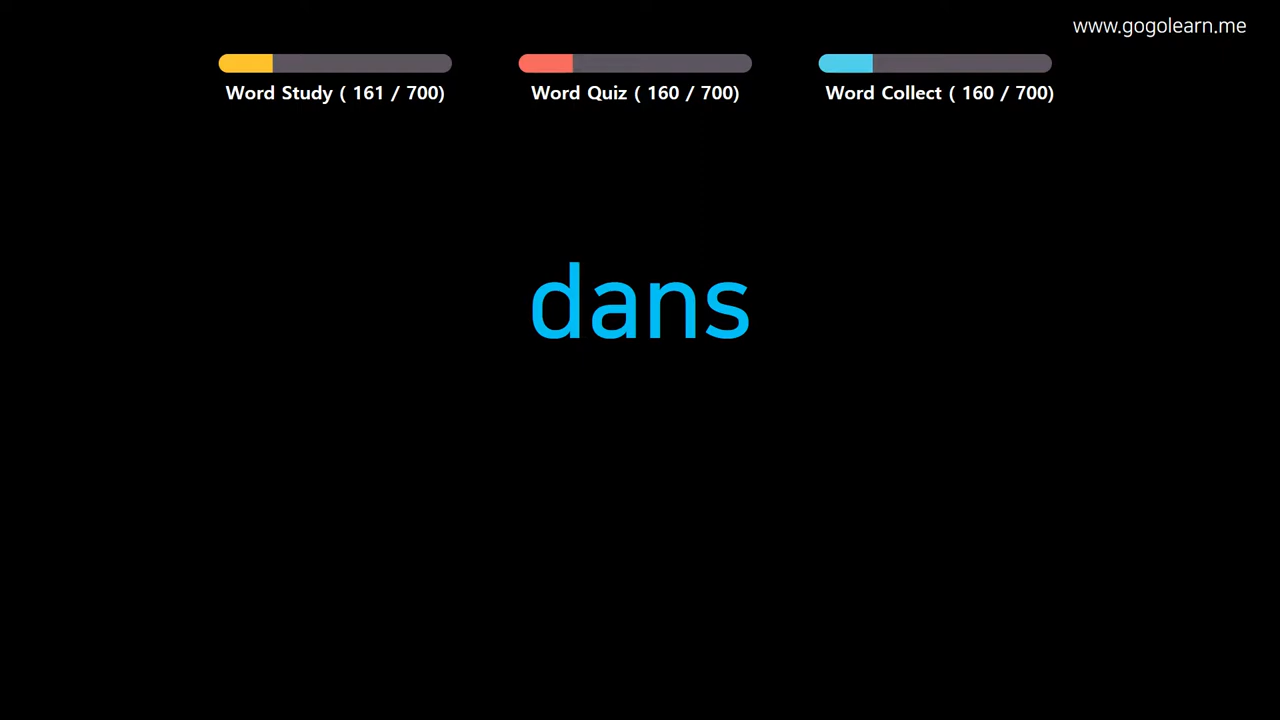 www.gogolearn.me
Word Study ( 161 / 700)
Word Quiz ( 160 / 700)
Word Collect ( 160 / 700)
dans